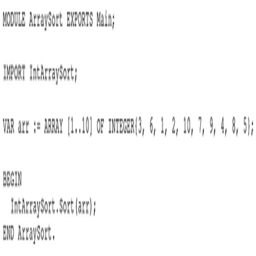 MODULE ArraySort EXPORTS Main;
IMPORT IntArraySort;
VAR arr := ARRAY [1..10] OF INTEGER{3, 6, 1, 2, 10, 7, 9, 4, 8, 5};
BEGIN
IntArraySort.Sort(arr);
END ArraySort.